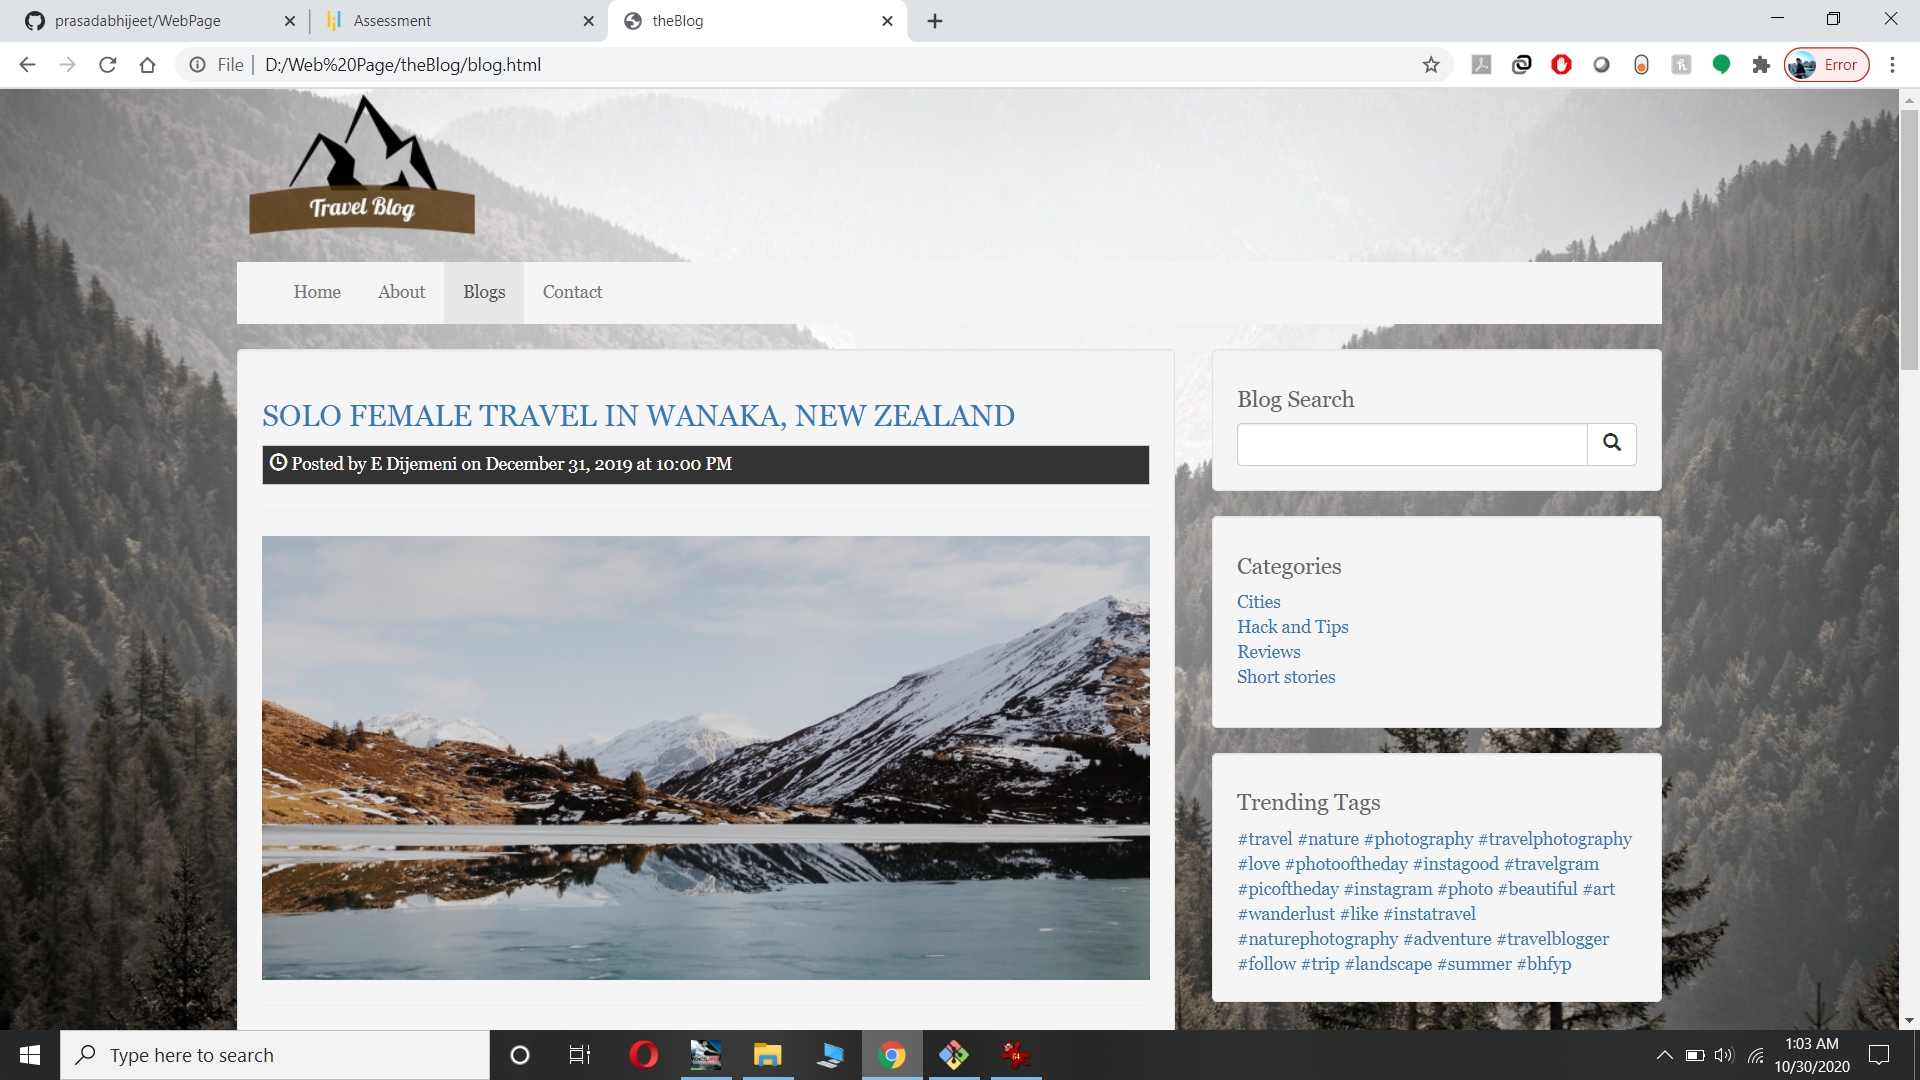 prasadabhijeet/WebPage
Assessment
theBlog
File
D:/Web%20Page/theBlog/blog.html
Error
Travel Blog
Home
About
Blogs
Contact
SOLO FEMALE TRAVEL IN WANAKA, NEW ZEALAND
Posted by E Dijemeni on December 31, 2019 at 10:00 PM
Blog Search
Categories
Cities
Hack and Tips
Reviews
Short stories
Trending Tags
#travel #nature #photography #travelphotography
#love #photooftheday #instagood #travelgram
#picoftheday #instagram #photo #beautiful #art
#wanderlust #like #instatravel
#naturephotography #adventure #travelblogger
#follow #trip #landscape #summer #bhfyp
Type here to search
64
1:03 AM
10/30/2020